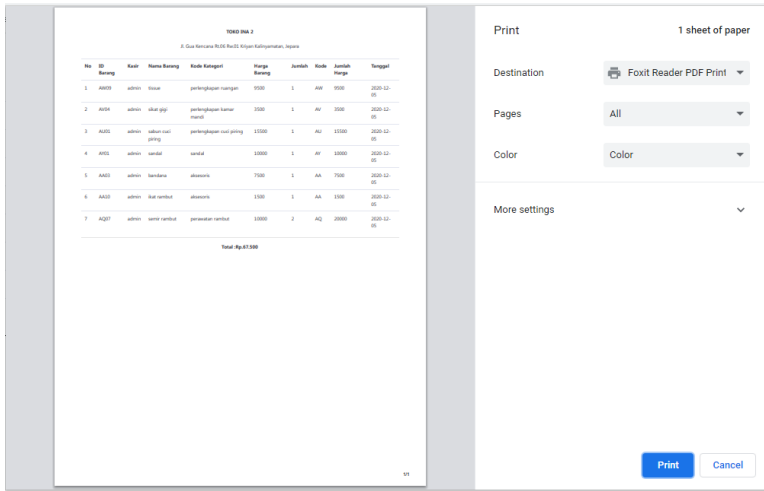 TOKO INA 2
Jl. Gua Kencana Rt.06 Rw.01 Kriyan Kalinyamatan, Jepara
No ID Barang Kasir Nama Barang Kode Kategori Harga Barang Jumlah Kode Jumlah Harga Tanggal
1 AW09 admin tissue perlengkapan ruangan 9500 1 AW 9500 2020-12-05
2 AV04 admin sikat gigi perlengkapan kamar mandi 3500 1 AV 3500 2020-12-05
3 AU01 admin sabun cuci piring perlengkapan cuci piring 15500 1 AU 15500 2020-12-05
4 admin sandal sandal 10000 1 AY 10000 2020-12-05
5 AA03 admin bandana aksesoris 7500 1 AA 7500 2020-12-05
6 AA10 admin ikat rambut aksesoris 1500 1 AA 1500 2020-12-05
7 AQ07 admin semir rambut perawatan rambut 10000 2 AQ 20000 2020-12-05
Total :Rp.67,500
1/1
Print 1 sheet of paper
Destination Foxit Reader PDF Print
Pages All
Color Color
More settings
Print Cancel